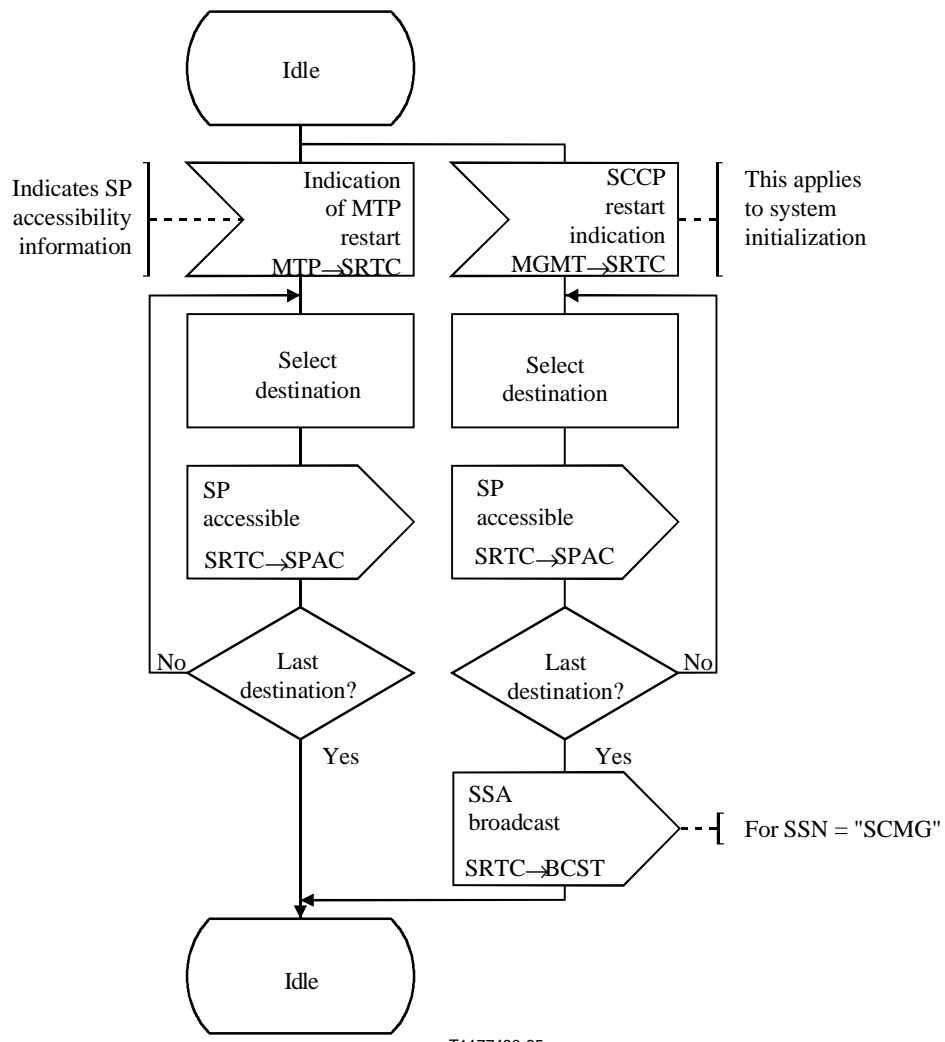 Idle
Indicates SP
accessibility
information
Indication
of MTP
restart
MTP→SRTC
SCCP
restart
indication
MGMT→SRTC
This applies
to system
initialization
Select
destination
Select
destination
SP
accessible
SRTC→SPAC
SP
accessible
SRTC→SPAC
No
Last
destination?
Last
destination?
No
Yes
Yes
SSA
broadcast
SRTC→BCST
For SSN = "SCMG"
Idle